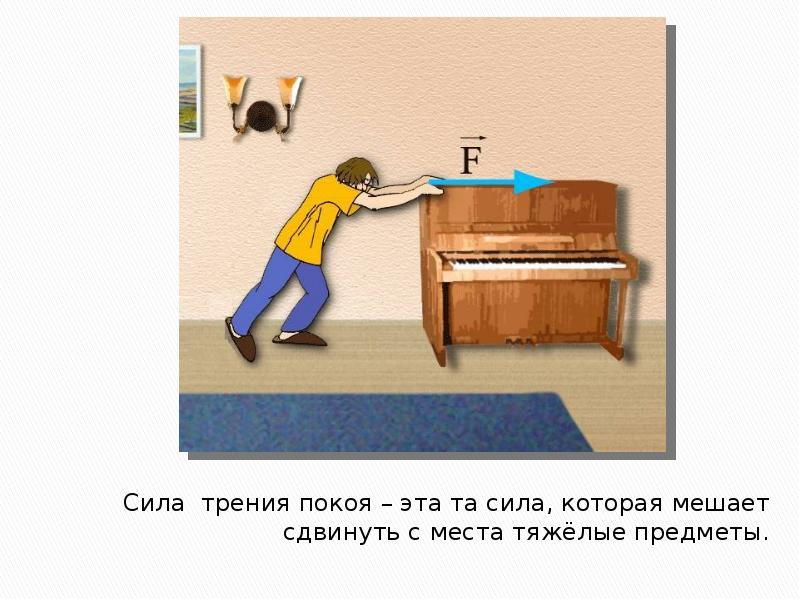 F
Сила  трения покоя – эта та сила, которая мешает
сдвинуть с места тяжёлые предметы.